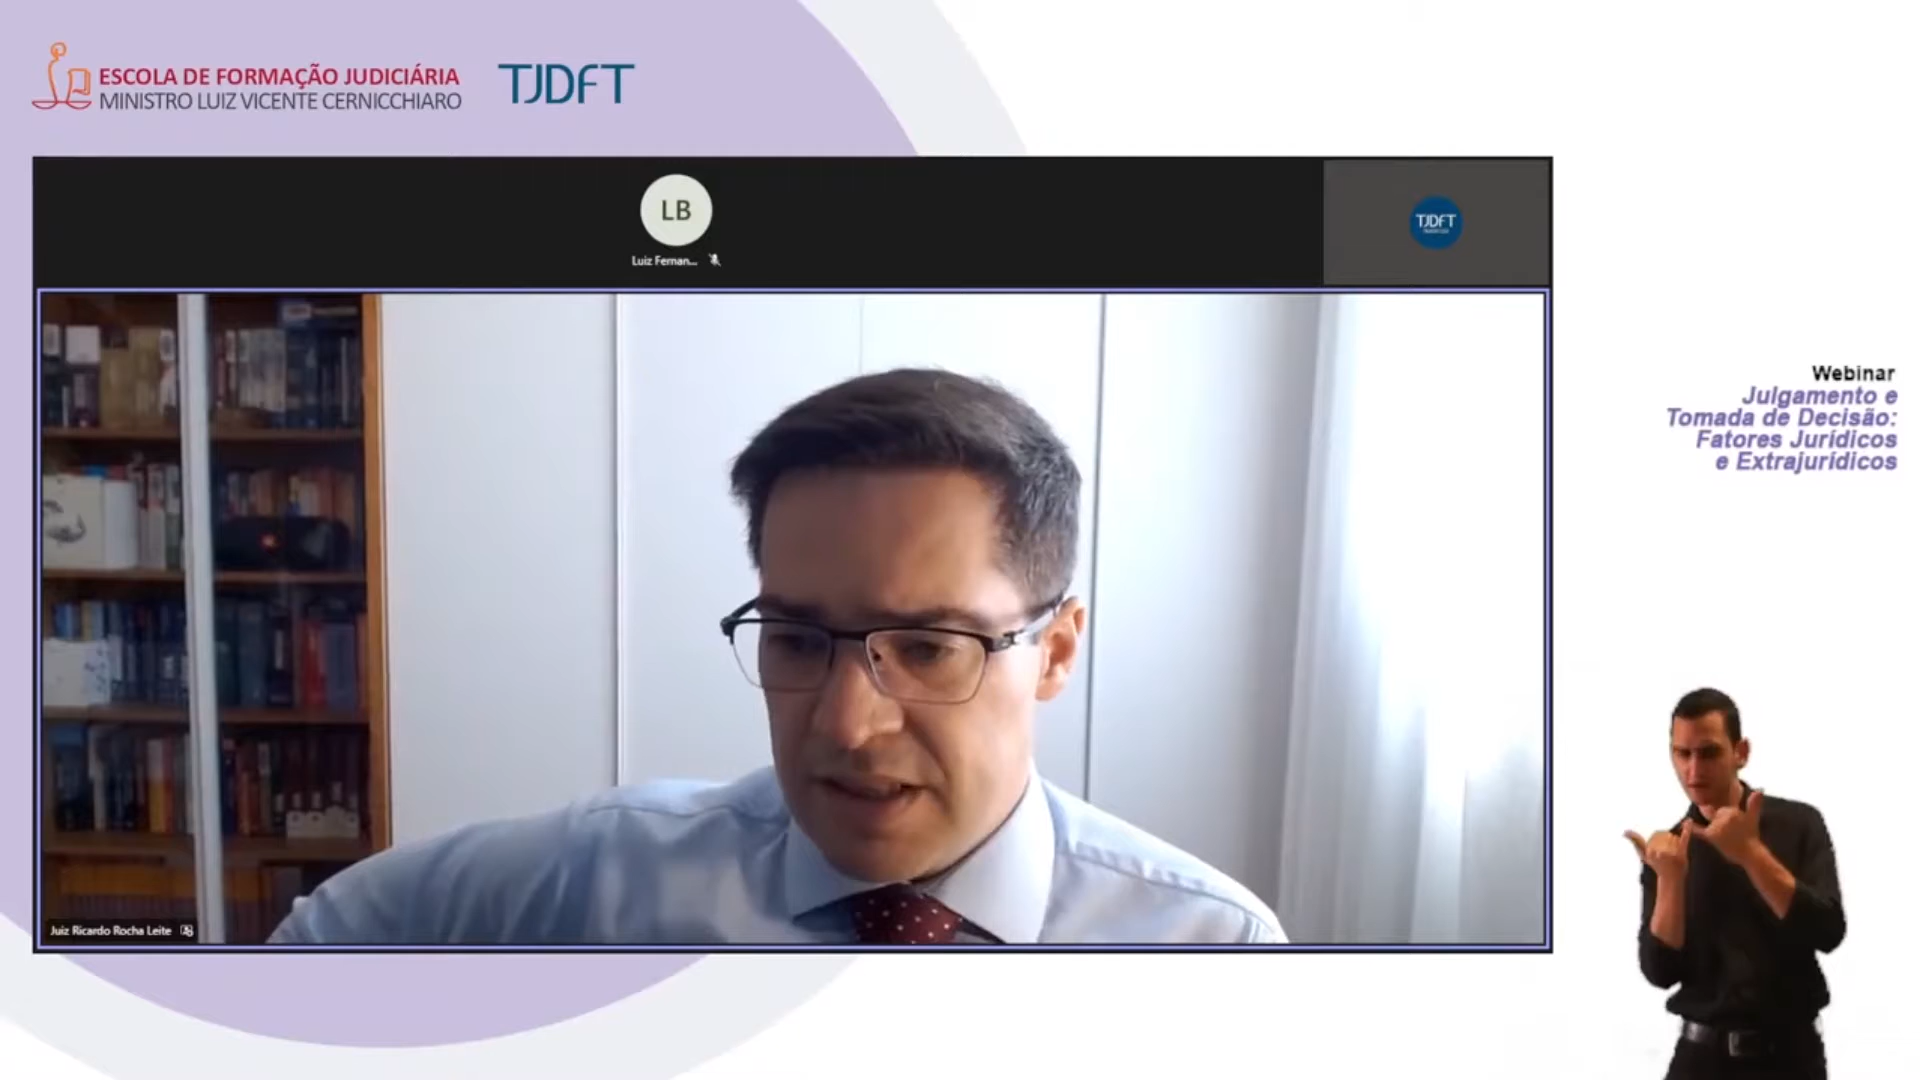 ESCOLA DE FORMAÇÃO JUDICIÁRIA
MINISTRO LUIZ VICENTE CERNICCHIARO
TJDFT
LB
Luiz Fernan...
TJDFT
Webinar
Julgamento e
Tomada de Decisão:
Fatores Jurídicos
e Extrajurídicos
Juiz Ricardo Rocha Leite